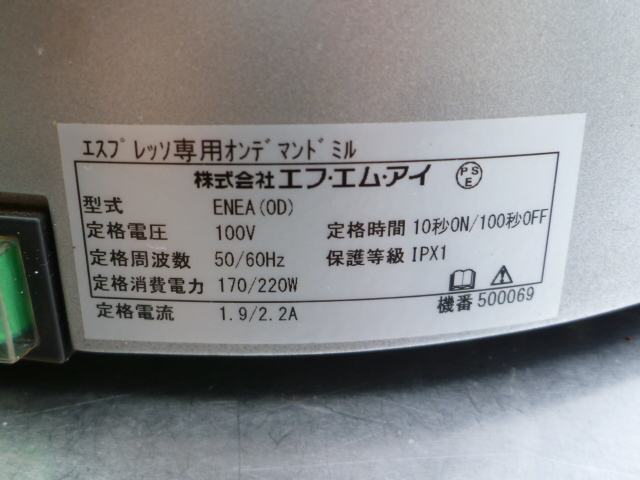 エスプレッソ専用オンデマンドミル
株式会社エフ・エム・アイ PSE
型式 ENEA(OD)
定格電圧 100V 定格時間 10秒ON/100秒OFF
定格周波数 50/60Hz 保護等級 IPX1
定格消費電力 170/220W
定格電流 1.9/2.2A 機番 500069